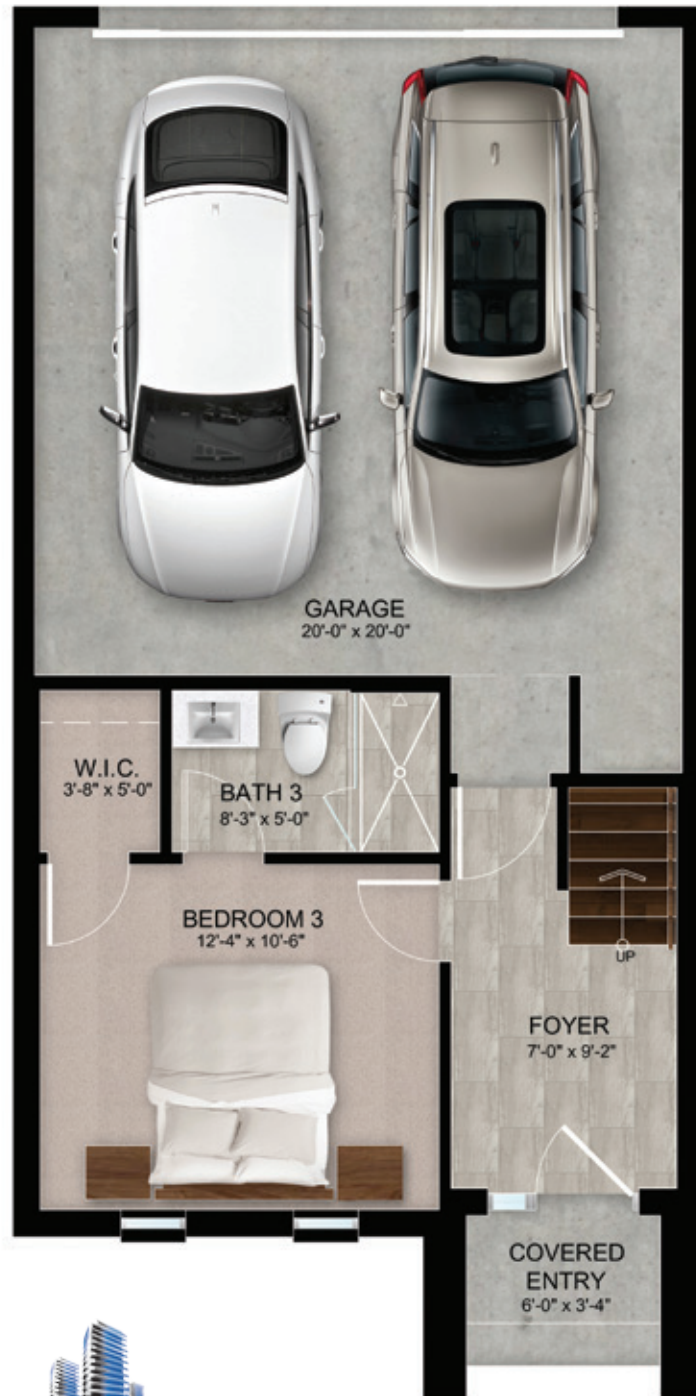 GARAGE
20'-0" x 20'-0"
W.I.C.
3'-8" x 5'-0"
BATH 3
8'-3" x 5'-0"
BEDROOM 3
12'-4" x 10'-6"
UP
FOYER
7'-0" x 9'-2"
COVERED
ENTRY
6'-0" x 3'-4"